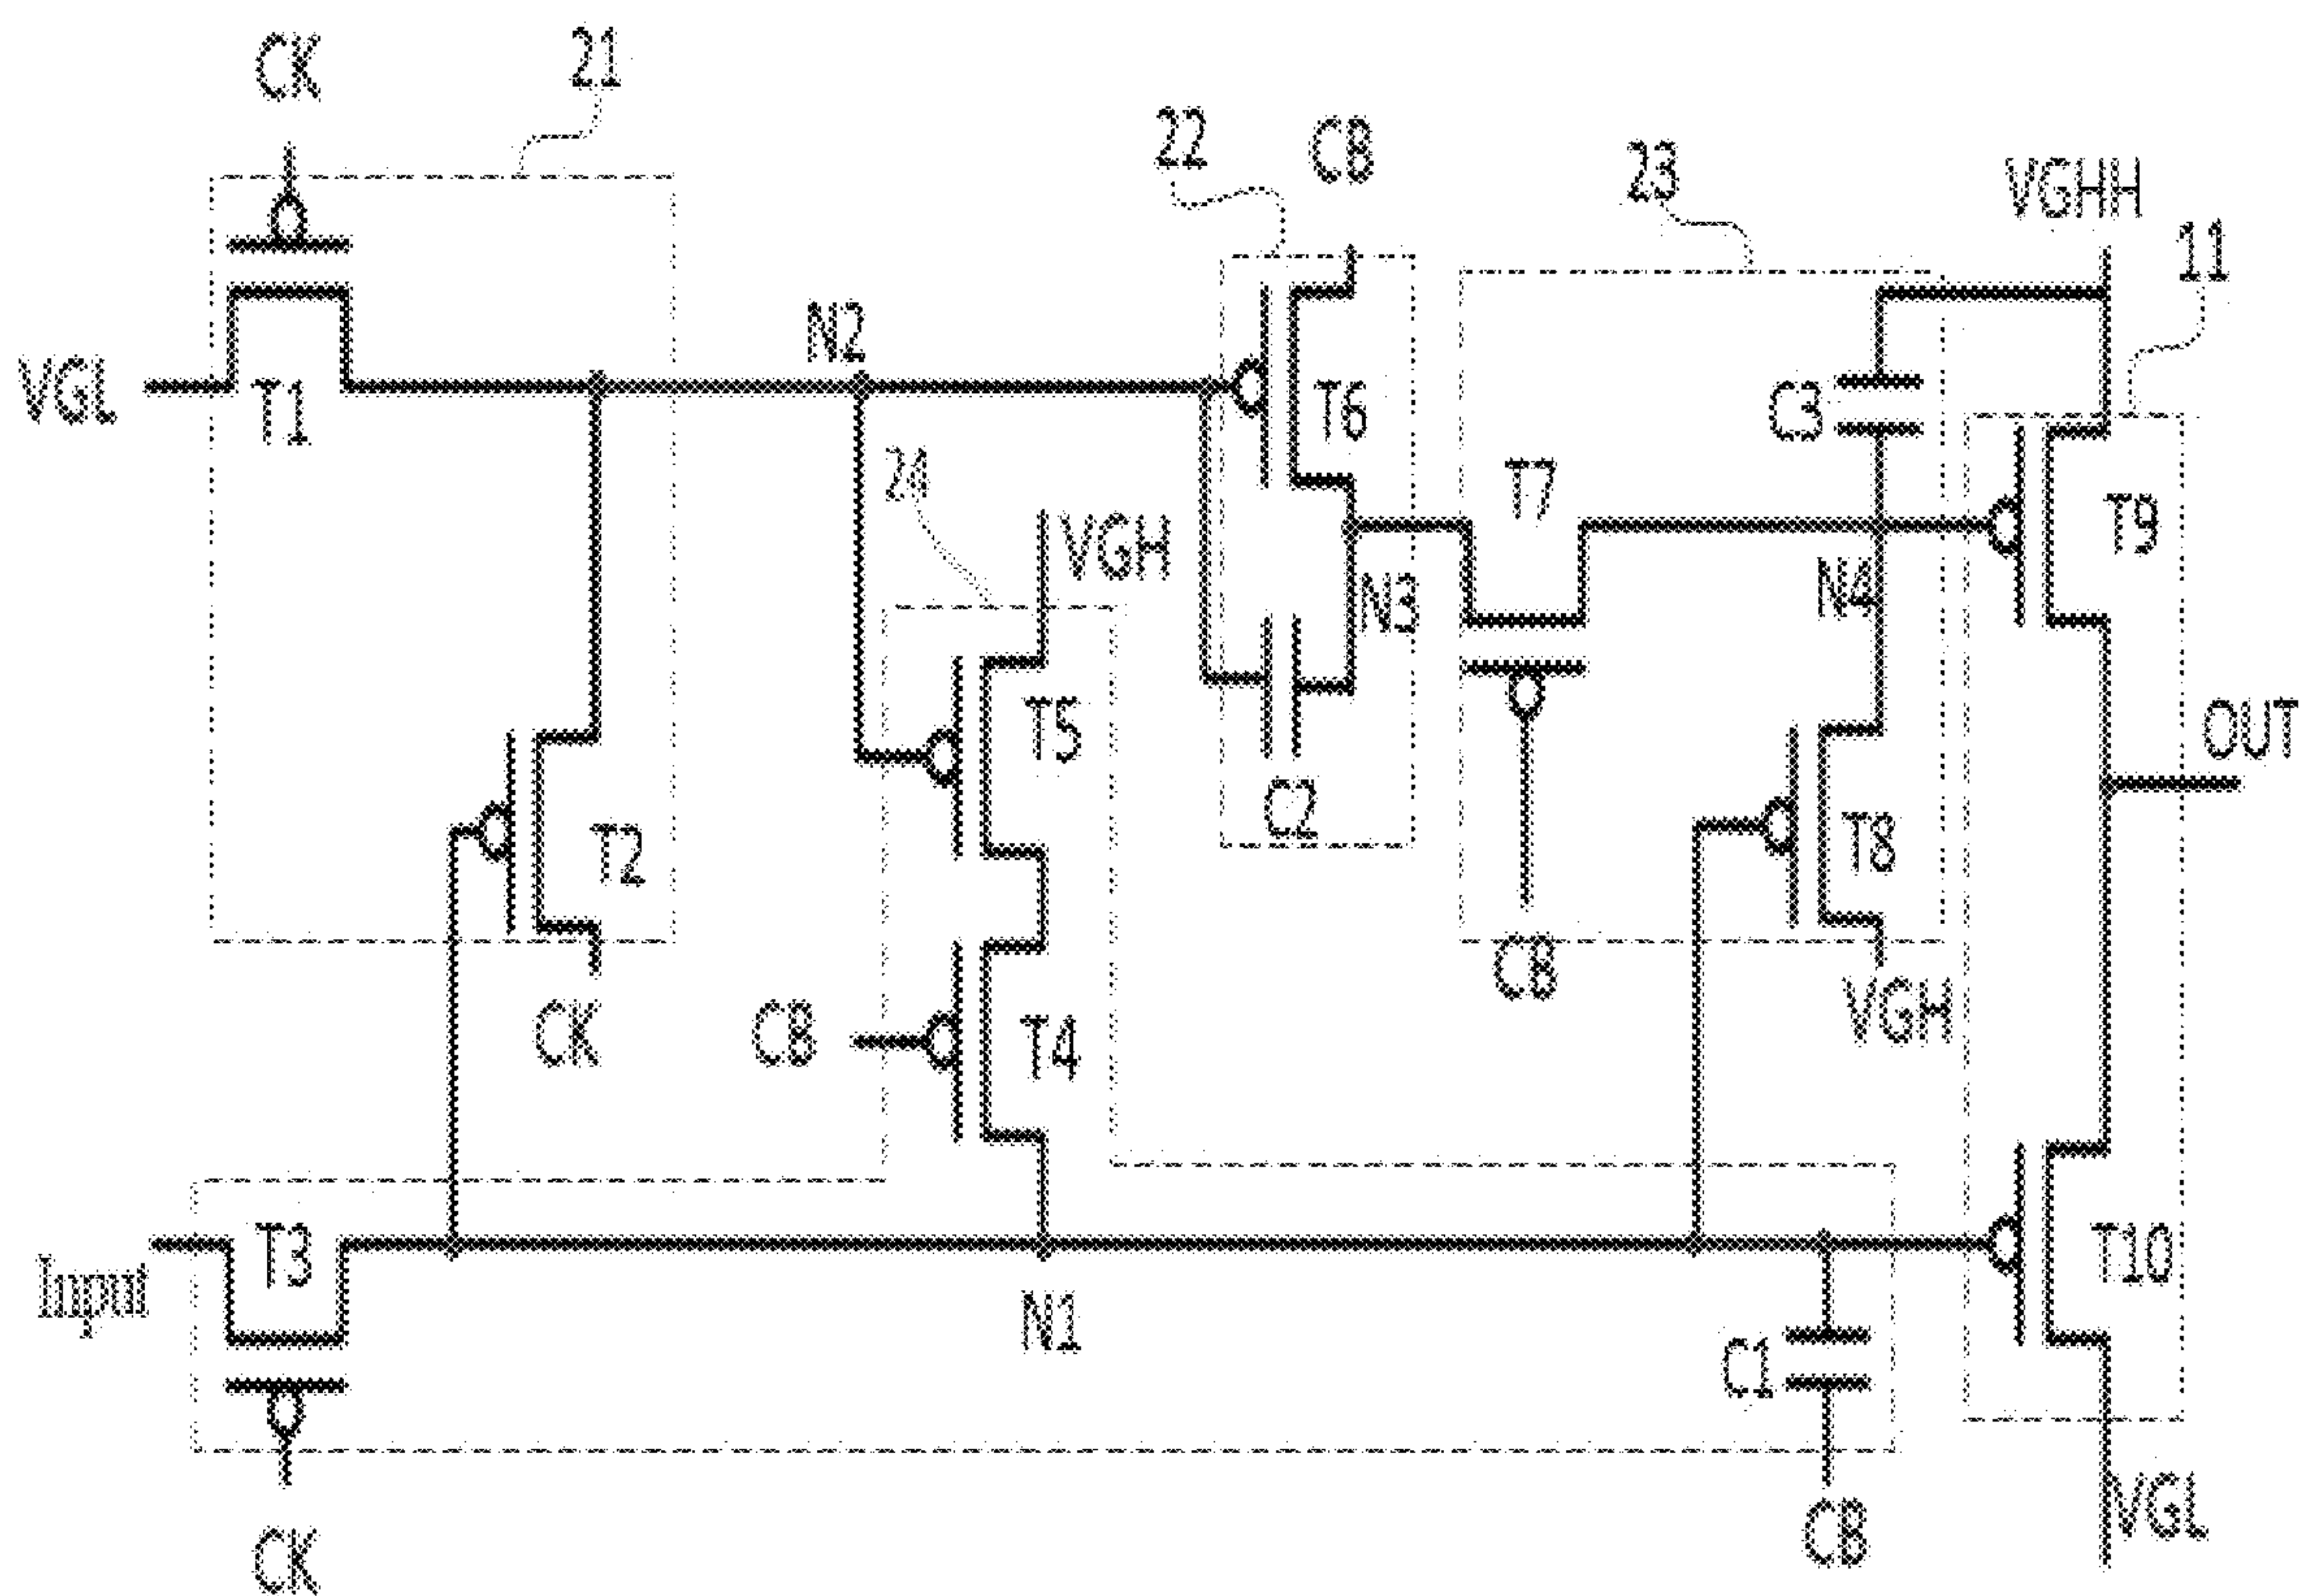 CK
21
22
CB
23
VGHH
11
VGL
T1
N2
T6
C3
24
T7
T9
VGH
N3
N4
T5
OUT
C2
T2
T8
CB
CK
CB
T4
VGH
T3
Input
T10
N1
C1
CK
CB
VGL